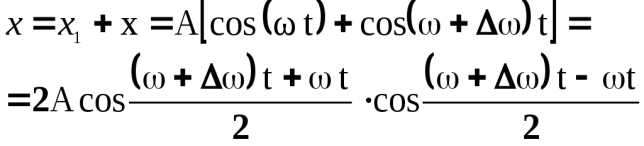 x = x₁ + x = A[cos(ω t) + cos(ω + Δω) t] =
= 2A cos (ω + Δω) t + ω t / 2 · cos (ω + Δω) t - ωt / 2